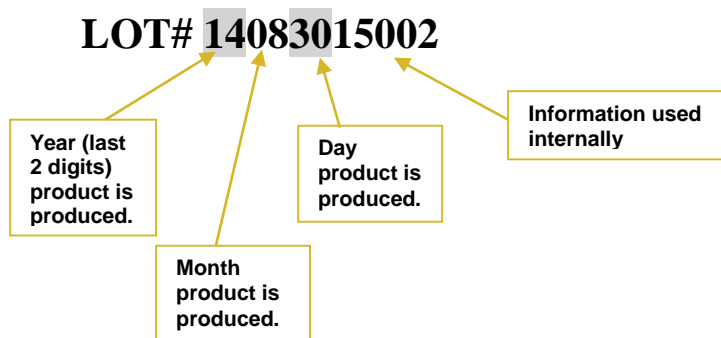 LOT# 14083015002
Year (last
2 digits)
product is
produced.
Month
product is
produced.
Day
product is
produced.
Information used
internally